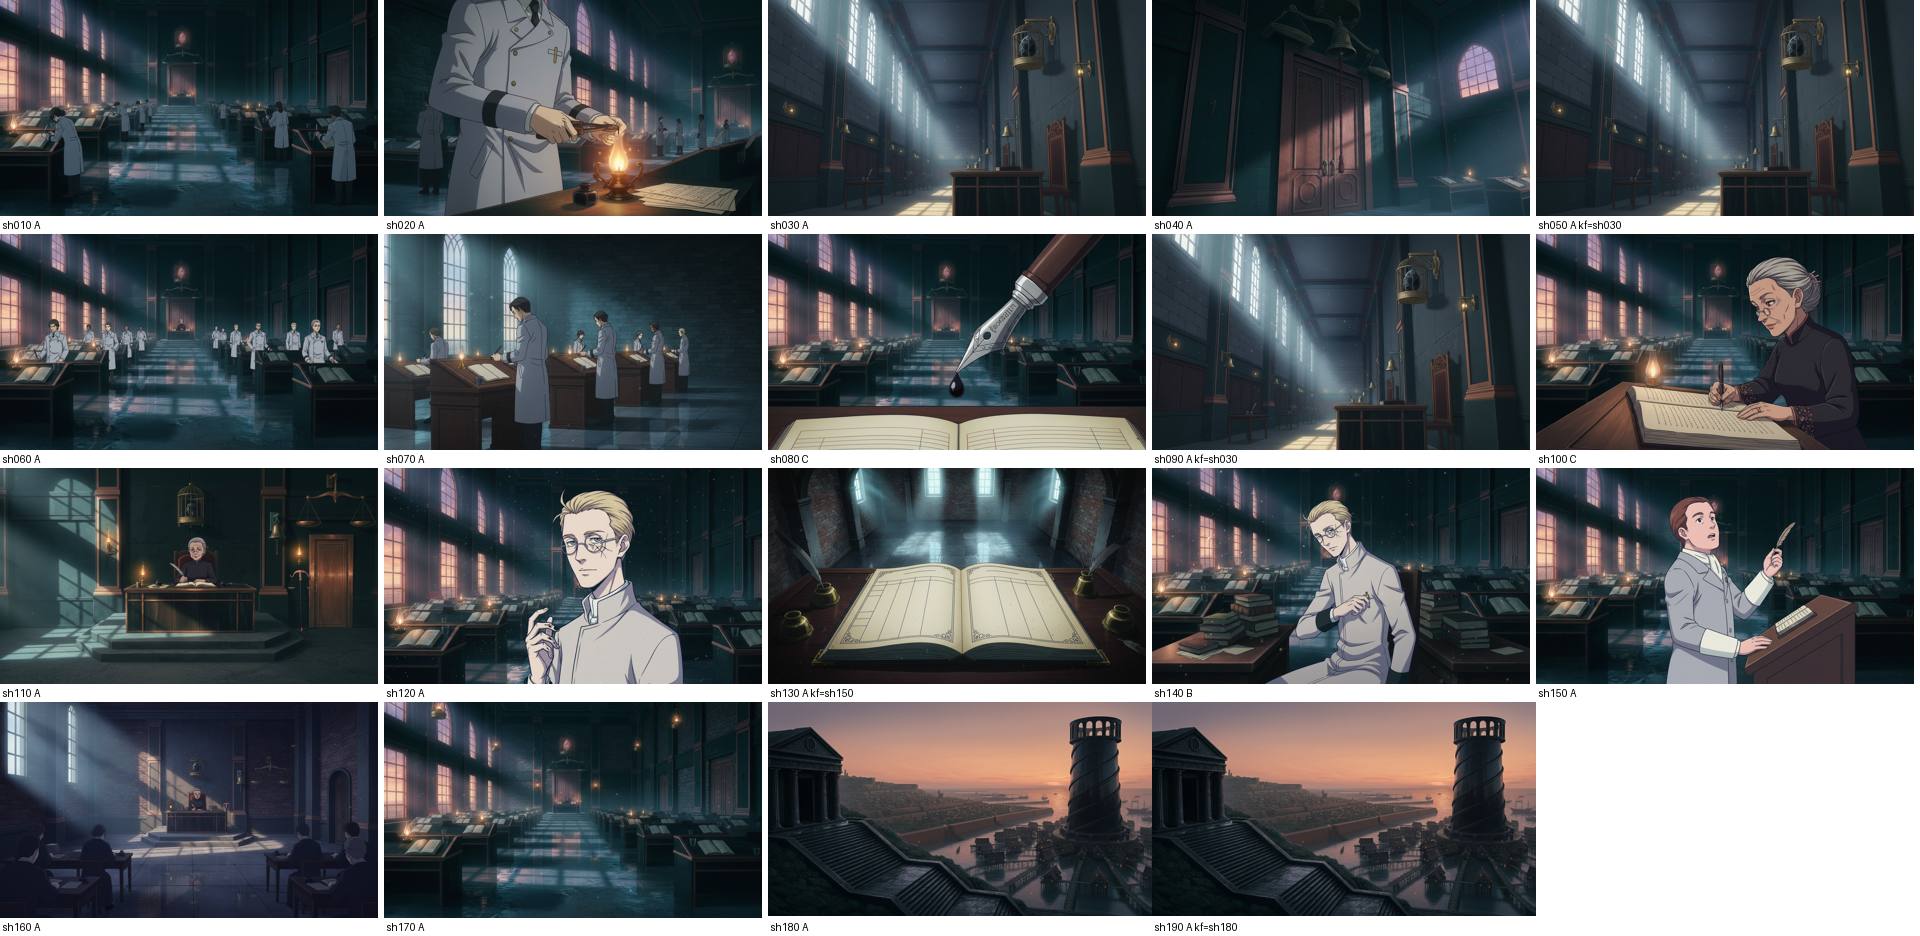 sh010 A
sh020 A
sh030 A
sh040 A
sh050 A kf=sh030
sh060 A
sh070 A
sh080 C
sh090 A kf=sh030
sh100 C
sh110 A
sh120 A
sh130 A kf=sh150
sh140 B
sh150 A
sh160 A
sh170 A
sh180 A
sh190 A kf=sh180